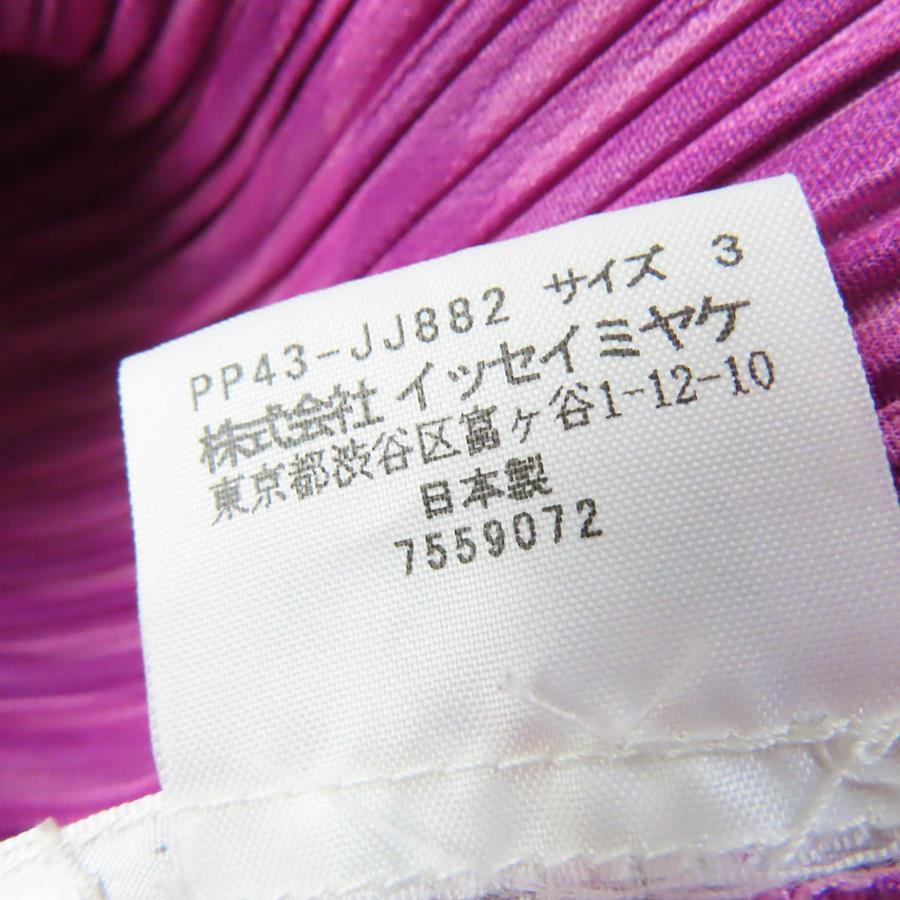 PP43-JJ882 サイズ 3
株式会社 イッセイミヤケ
東京都渋谷区富ヶ谷1-12-10
日本製
7559072